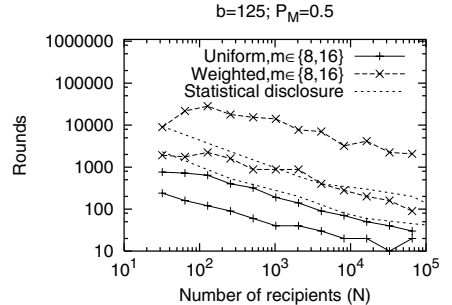 b=125; P_M=0.5
1000000
Uniform,m∈{8,16}
Weighted,m∈{8,16}
Statistical disclosure
100000
10000
1000
100
10
Rounds
10^1 10^2 10^3 10^4 10^5
Number of recipients (N)